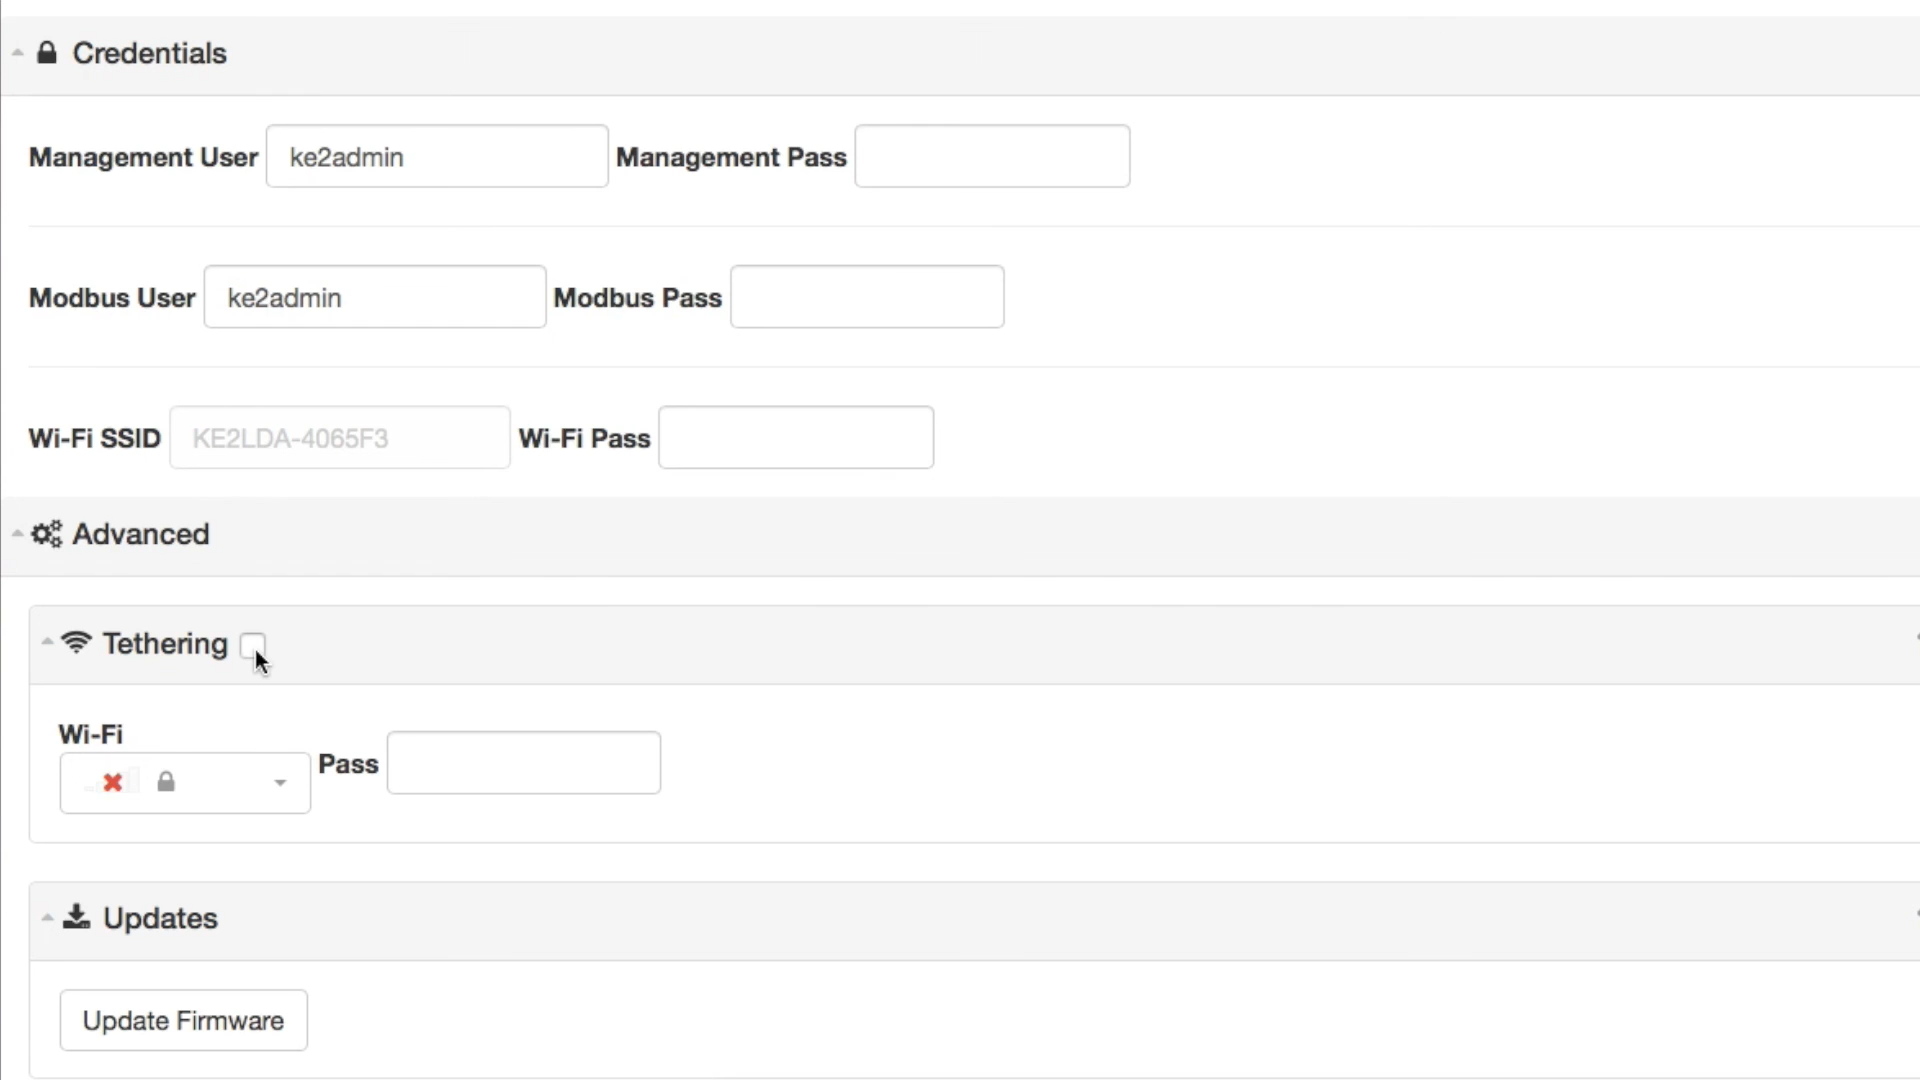 Credentials
Management User ke2admin Management Pass
Modbus User ke2admin Modbus Pass
Wi-Fi SSID KE2LDA-4065F3 Wi-Fi Pass
Advanced
Tethering
Wi-Fi
Pass
Updates
Update Firmware